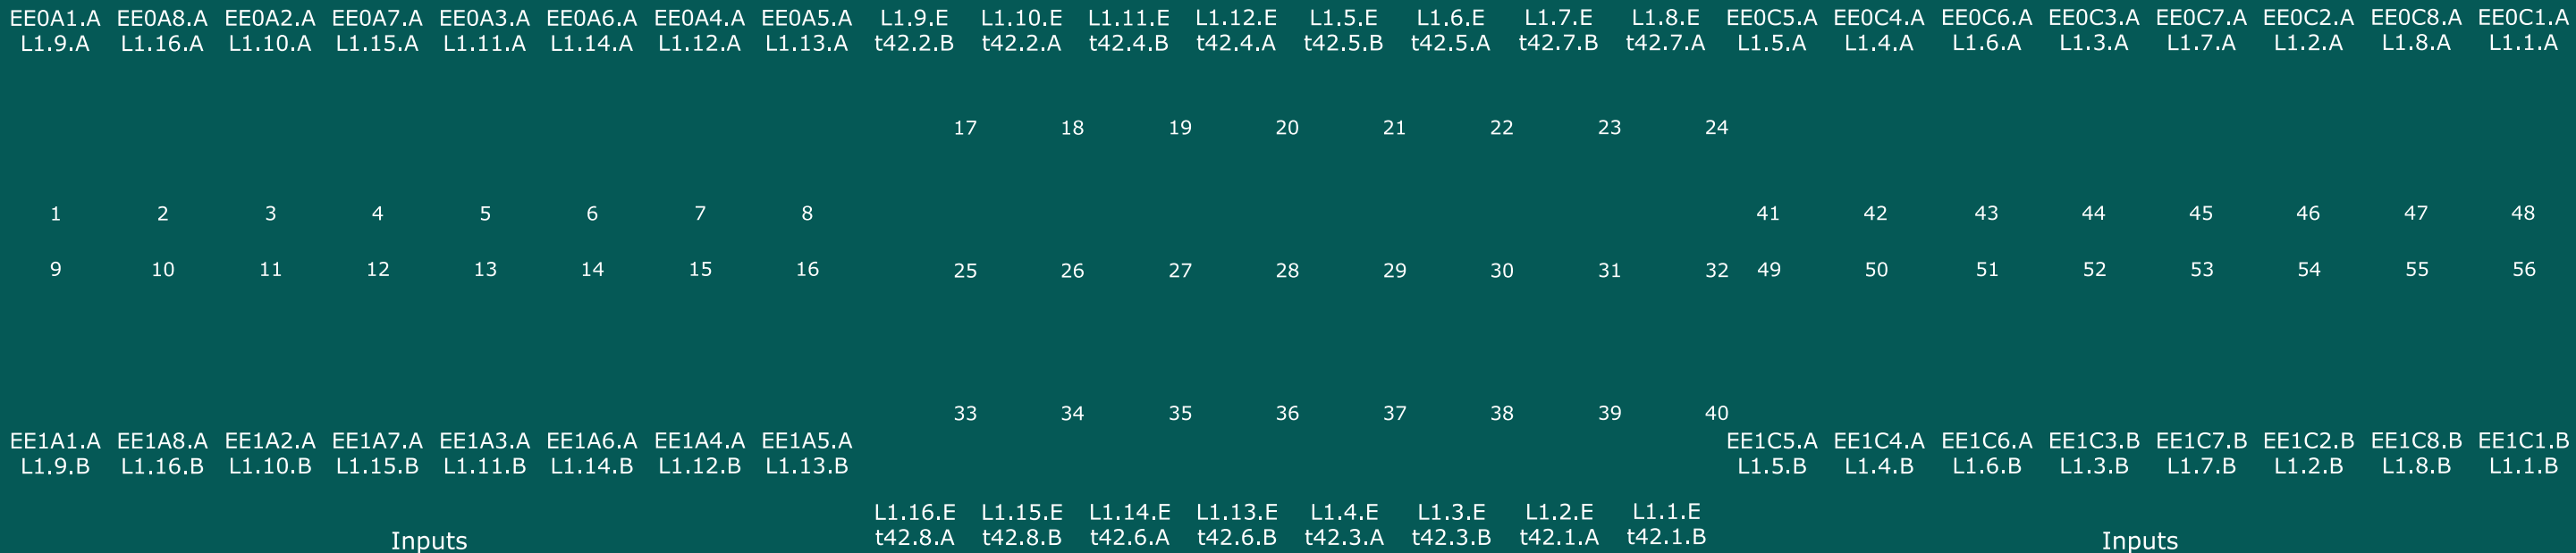 EE0A1.A EE0A8.A EE0A2.A EE0A7.A EE0A3.A EE0A6.A EE0A4.A EE0A5.A L1.9.E L1.10.E L1.11.E L1.12.E L1.5.E L1.6.E L1.7.E L1.8.E EE0C5.A EE0C4.A EE0C6.A EE0C3.A EE0C7.A EE0C2.A EE0C8.A EE0C1.A
L1.9.A L1.16.A L1.10.A L1.15.A L1.11.A L1.14.A L1.12.A L1.13.A t42.2.B t42.2.A t42.4.B t42.4.A t42.5.B t42.5.A t42.7.B t42.7.A L1.5.A L1.4.A L1.6.A L1.3.A L1.7.A L1.2.A L1.8.A L1.1.A
17 18 19 20 21 22 23 24
1 2 3 4 5 6 7 8 41 42 43 44 45 46 47 48
9 10 11 12 13 14 15 16 25 26 27 28 29 30 31 32 49 50 51 52 53 54 55 56
33 34 35 36 37 38 39 40
EE1A1.A EE1A8.A EE1A2.A EE1A7.A EE1A3.A EE1A6.A EE1A4.A EE1A5.A EE1C5.A EE1C4.A EE1C6.A EE1C3.B EE1C7.B EE1C2.B EE1C8.B EE1C1.B
L1.9.B L1.16.B L1.10.B L1.15.B L1.11.B L1.14.B L1.12.B L1.13.B L1.5.B L1.4.B L1.6.B L1.3.B L1.7.B L1.2.B L1.8.B L1.1.B
L1.16.E L1.15.E L1.14.E L1.13.E L1.4.E L1.3.E L1.2.E L1.1.E
t42.8.A t42.8.B t42.6.A t42.6.B t42.3.A t42.3.B t42.1.A t42.1.B
Inputs Inputs